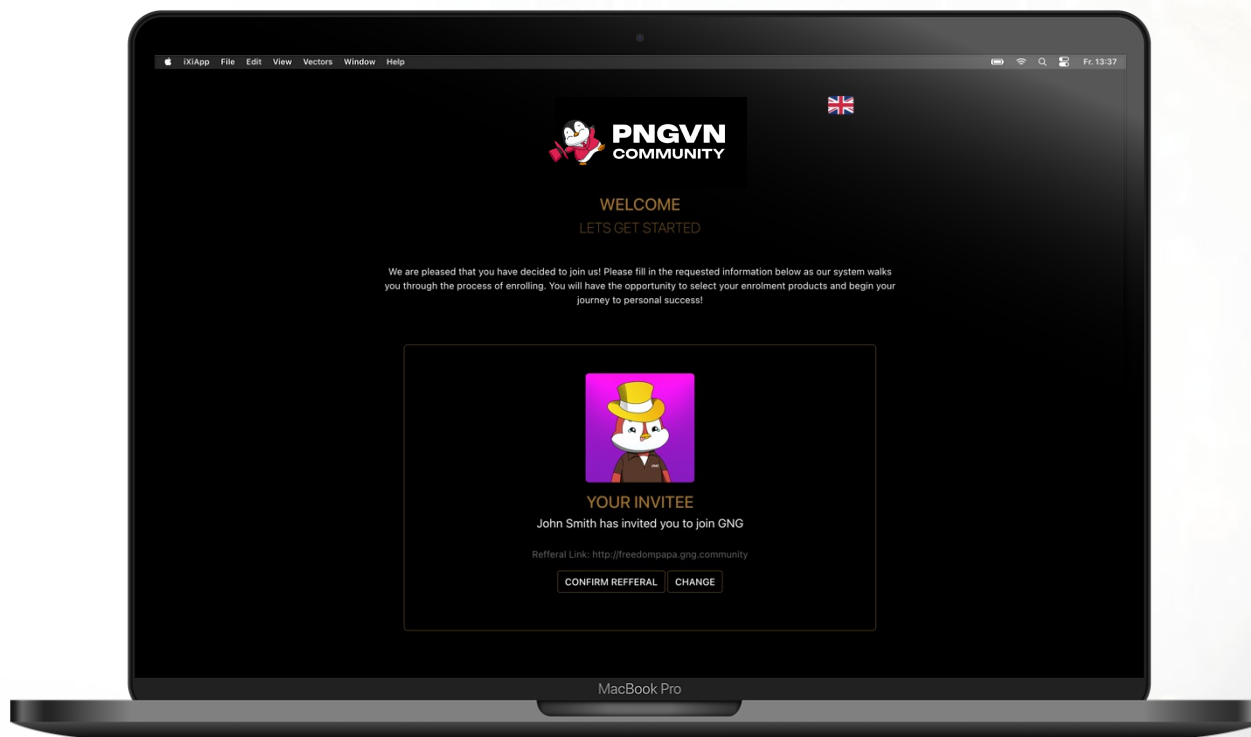 iXiApp File Edit View Vectors Window Help Fr. 13:37
PNGVN
COMMUNITY
WELCOME
LETS GET STARTED
We are pleased that you have decided to join us! Please fill in the requested information below as our system walks
you through the process of enrolling. You will have the opportunity to select your enrolment products and begin your
journey to personal success!
YOUR INVITEE
John Smith has invited you to join GNG
Refferal Link: http://freedompapa.gng.community
CONFIRM REFFERAL CHANGE
MacBook Pro